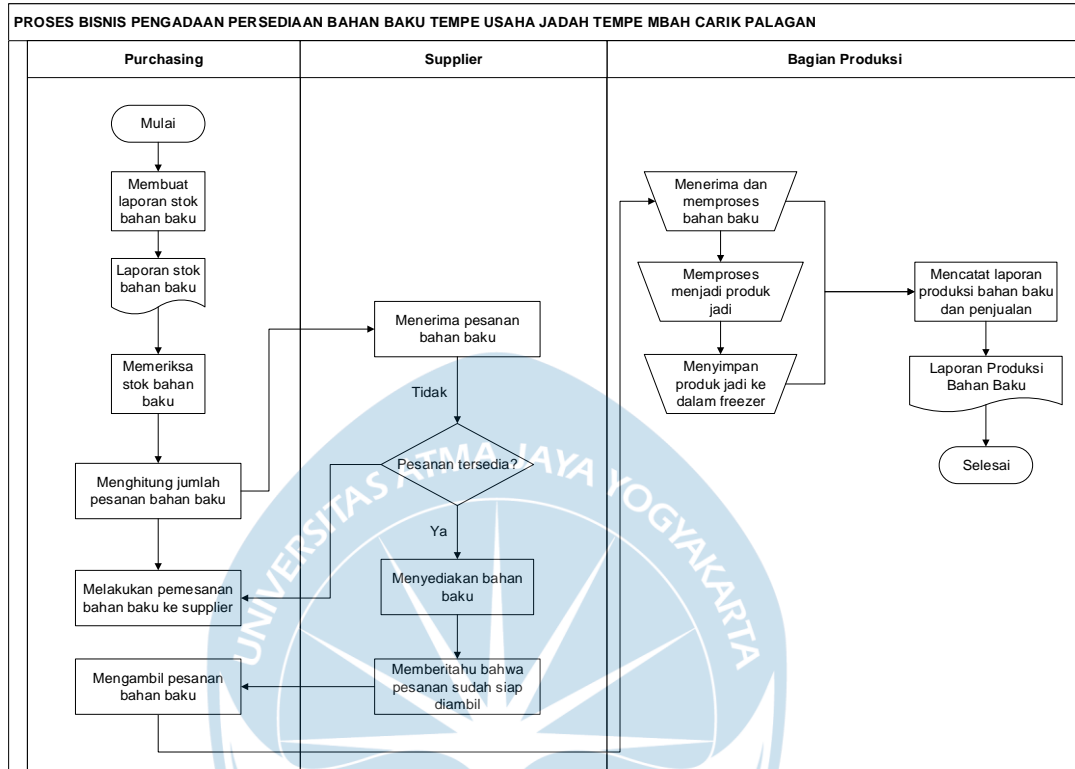 PROSES BISNIS PENGADAAN PERSEDIAAN BAHAN BAKU TEMPE USAHA JADAH TEMPE MBAH CARIK PALAGAN
Purchasing
Supplier
Bagian Produksi
Mulai
Membuat
laporan stok
bahan baku
Laporan stok
bahan baku
Memeriksa
stok bahan
baku
Menghitung jumlah
pesanan bahan baku
Melakukan pemesanan
bahan baku ke supplier
Mengambil pesanan
bahan baku
Menerima pesanan
bahan baku
Tidak
Pesanan tersedia?
Ya
Menyediakan bahan
baku
Memberitahu bahwa
pesanan sudah siap
diambil
Menerima dan
memproses
bahan baku
Memproses
menjadi produk
jadi
Menyimpan
produk jadi ke
dalam freezer
Mencatat laporan
produksi bahan baku
dan penjualan
Laporan Produksi
Bahan Baku
Selesai
UNIVERSITAS ATMA JAYA YOGYAKARTA